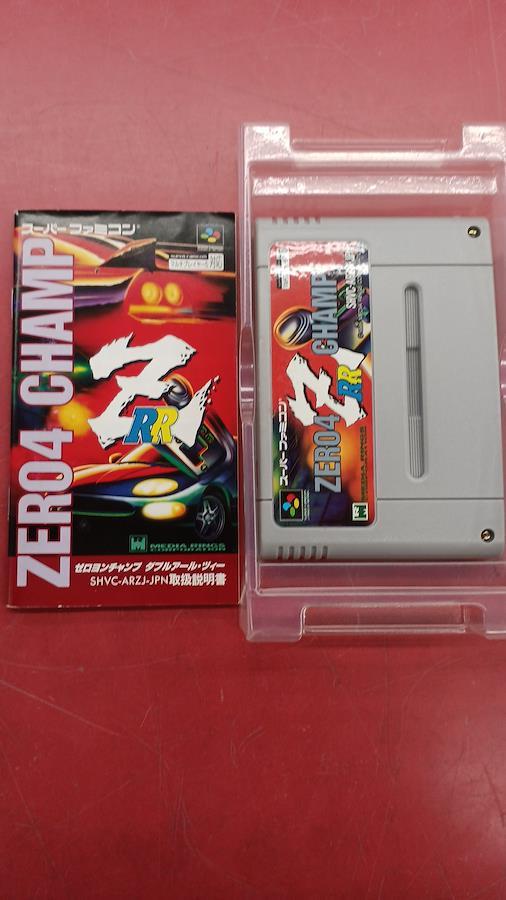 スーパーファミコン
ZERO4 CHAMP
Z
RR
MEDIA RINGS
CORPORATION
ゼロヨンチャンプ ダブルアール・ツィー
SHVC-ARZJ-JPN取扱説明書
スーパーファミコン
ZERO4 CHAMP
Z
RR
MEDIA RINGS